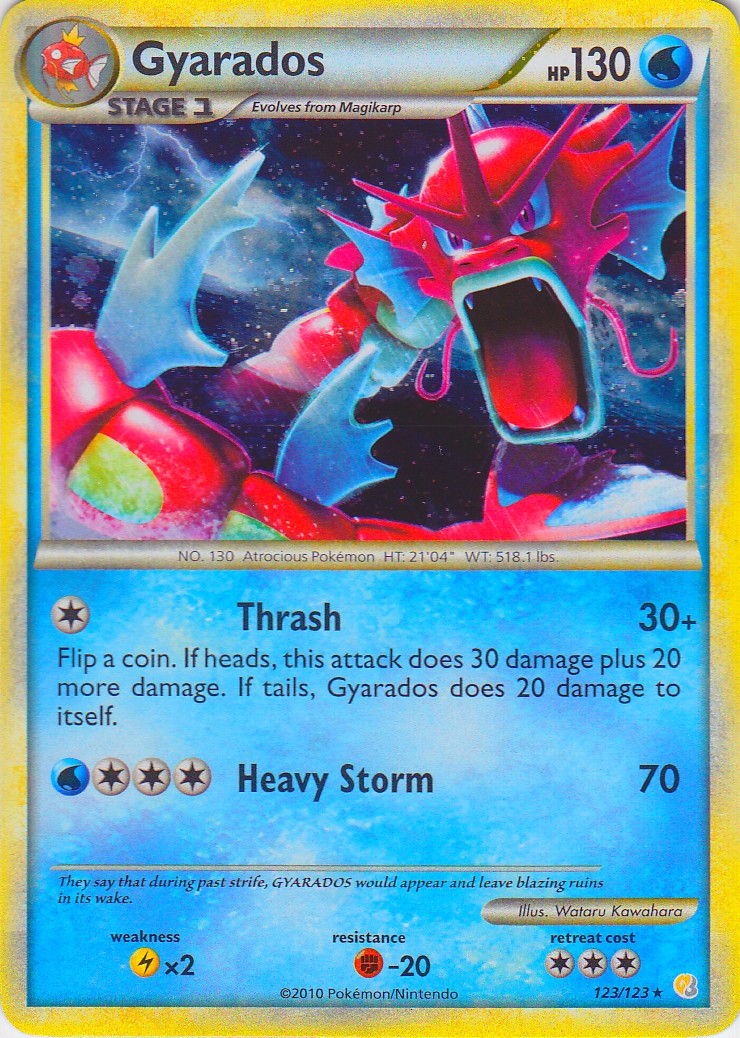 Gyarados
HP 130
STAGE 1
Evolves from Magikarp
NO. 130 Atrocious Pokémon HT: 21'04" WT: 518.1 lbs.
Thrash 30+
Flip a coin. If heads, this attack does 30 damage plus 20
more damage. If tails, Gyarados does 20 damage to
itself.
Heavy Storm 70
They say that during past strife, GYARADOS would appear and leave blazing ruins
in its wake.
Illus. Wataru Kawahara
weakness resistance retreat cost
×2 -20
©2010 Pokémon/Nintendo 123/123 ★